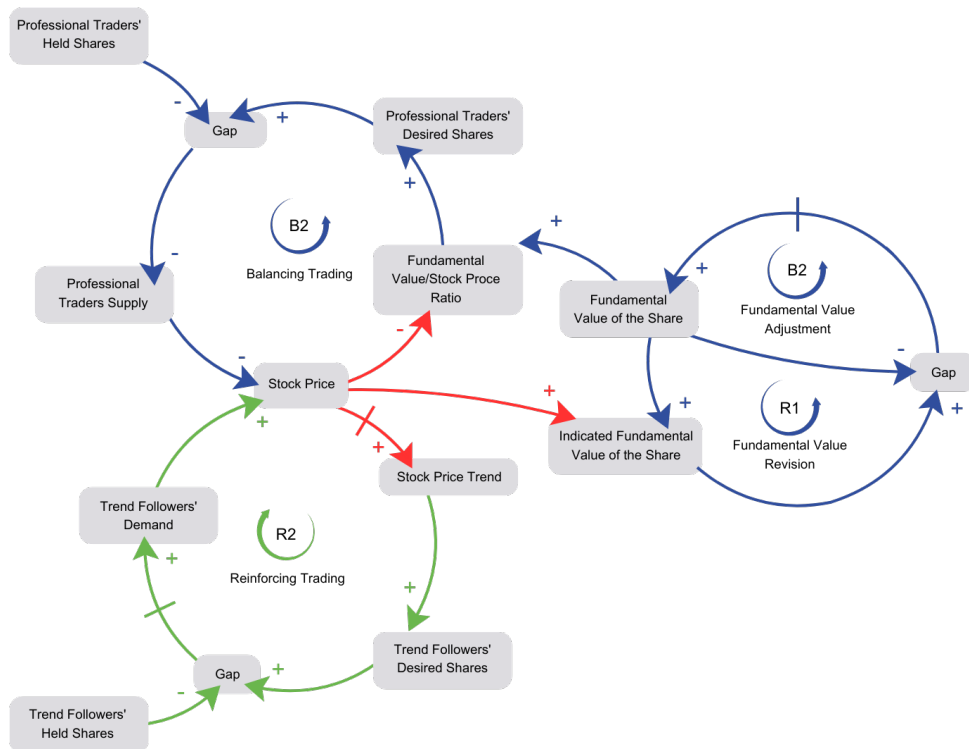 Professional Traders'
Held Shares
-
+
Gap
Professional Traders'
Desired Shares
+
B2
Balancing Trading
-
Professional
Traders Supply
Fundamental
Value/Stock Proce
Ratio
+
Fundamental
Value of the Share
+
B2
Fundamental Value
Adjustment
-
Gap
+
-
-
Stock Price
+
+
+
R1
Fundamental Value
Revision
Indicated Fundamental
Value of the Share
+
Stock Price Trend
Trend Followers'
Demand
R2
Reinforcing Trading
+
+
Trend Followers'
Desired Shares
+
Gap
-
Trend Followers'
Held Shares